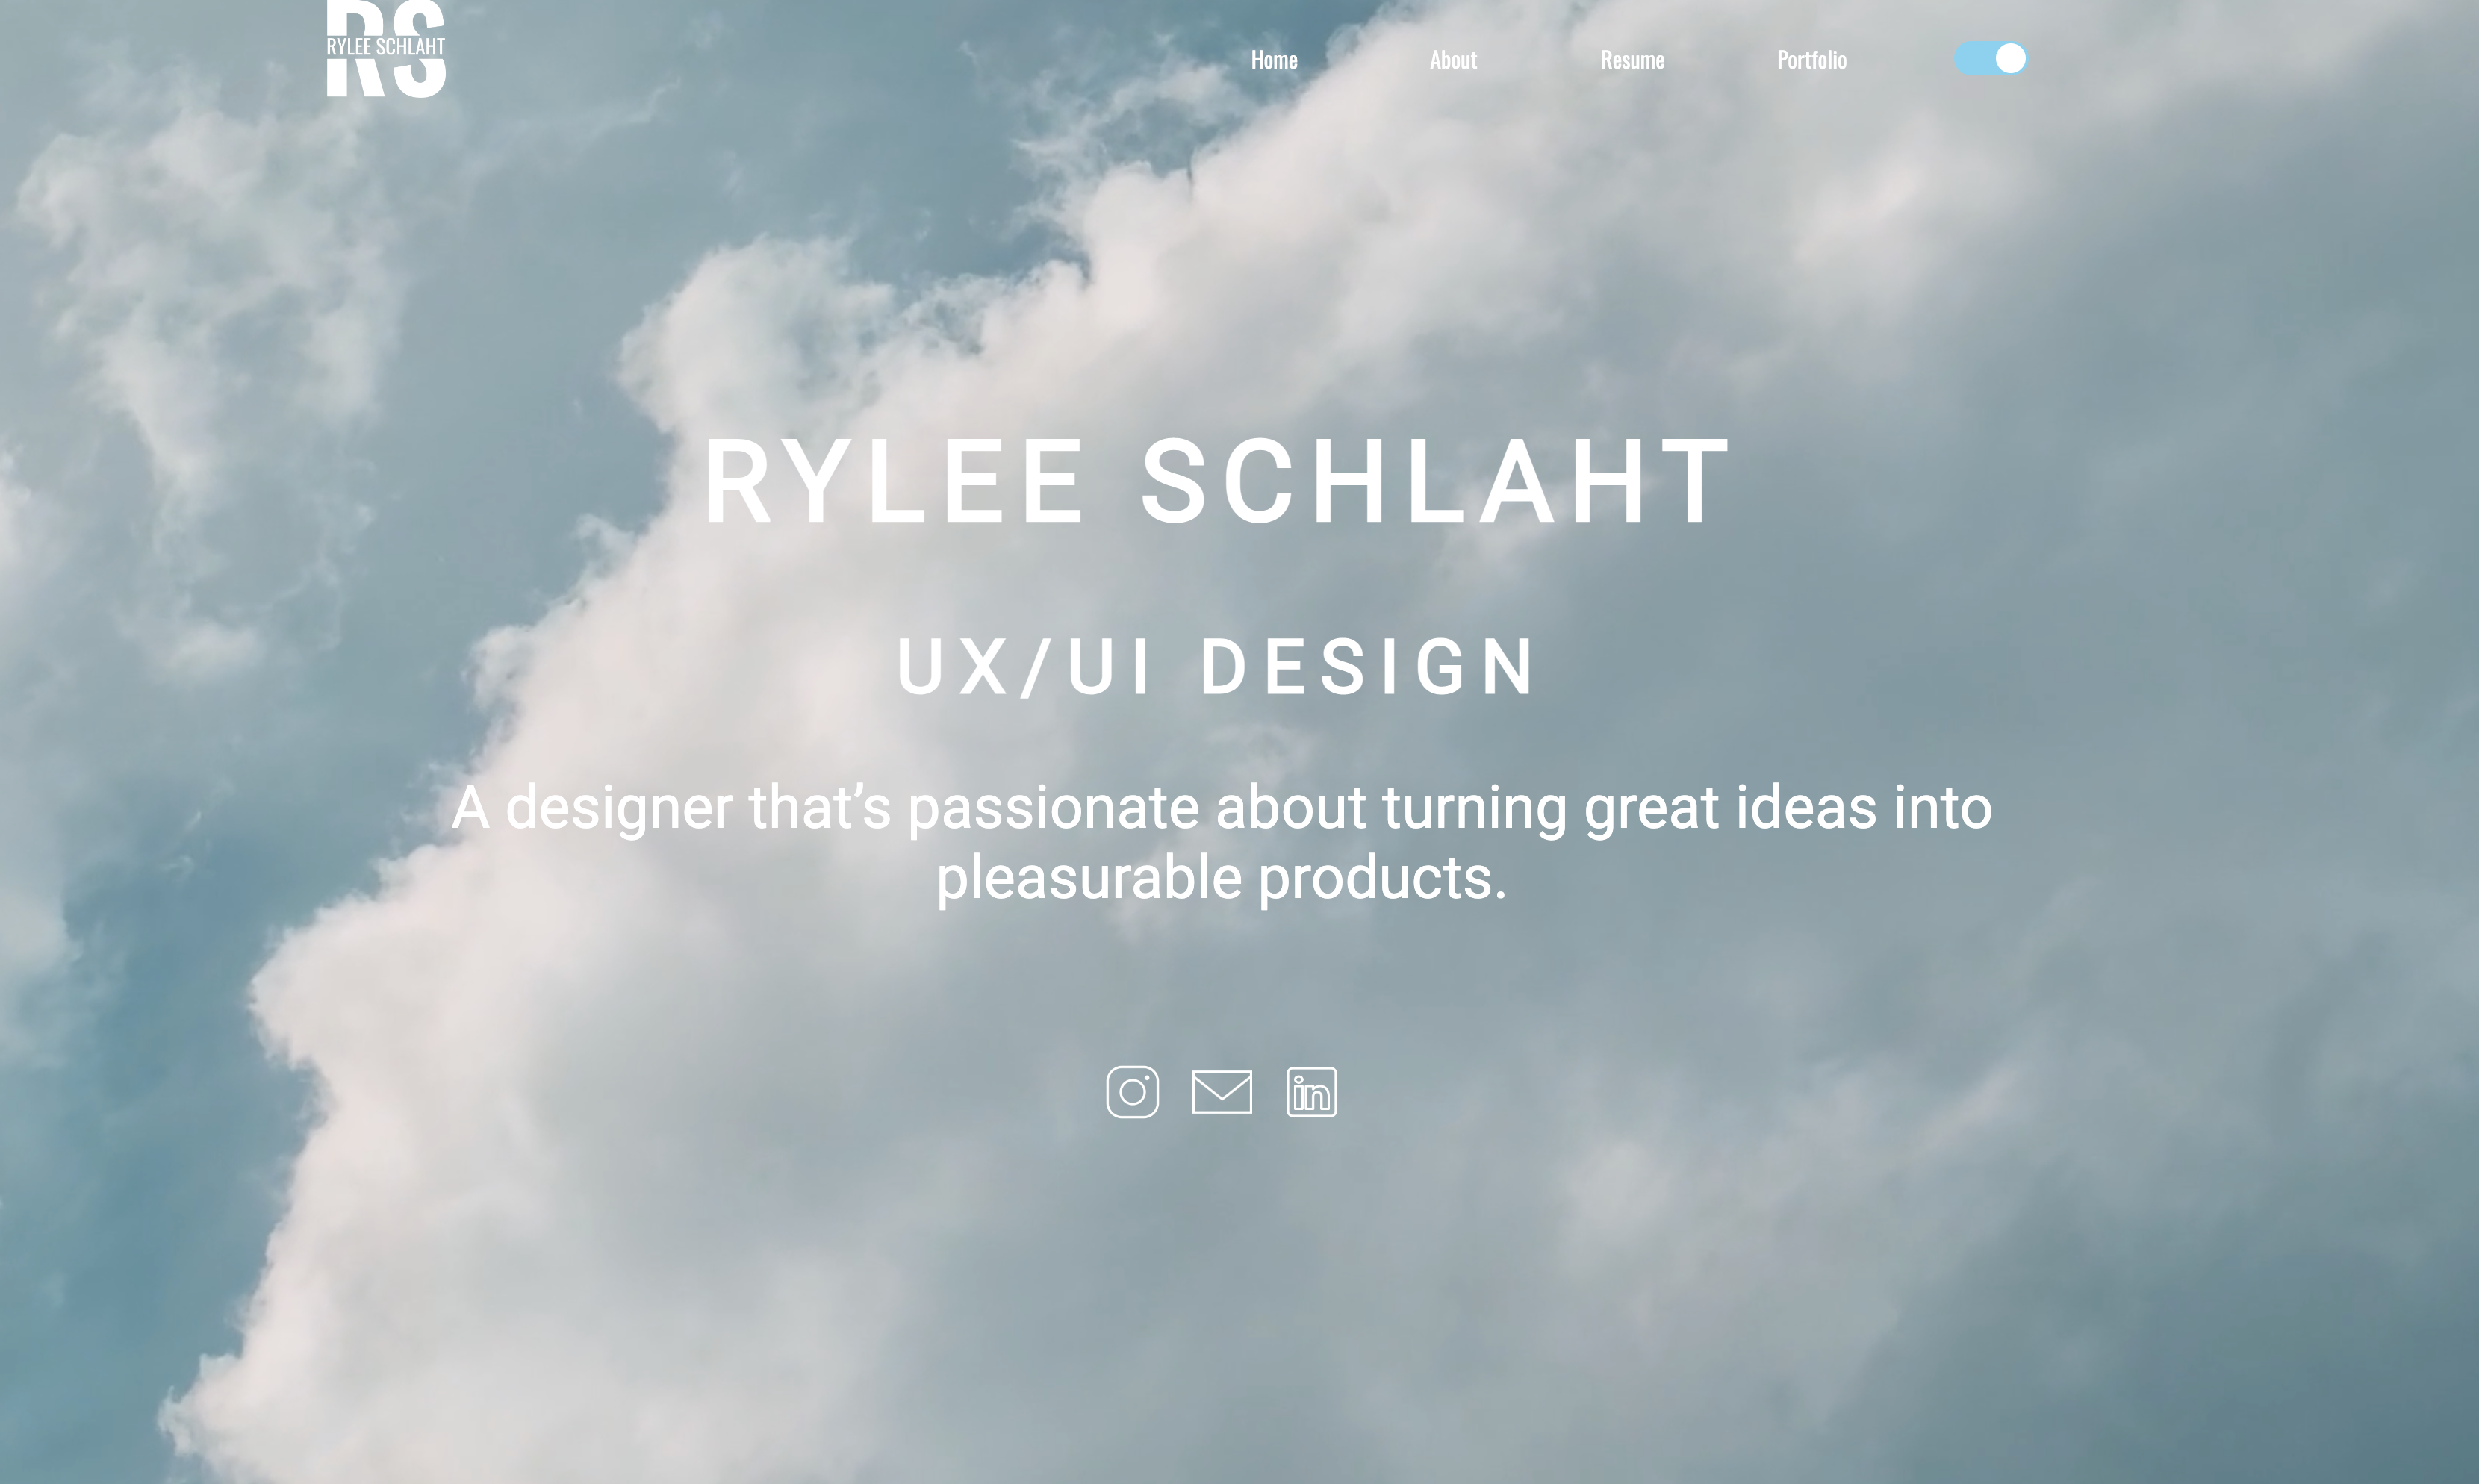 RS
RYLEE SCHLAHT
Home About Resume Portfolio
RYLEE SCHLAHT
UX/UI DESIGN
A designer that’s passionate about turning great ideas into
pleasurable products.
in